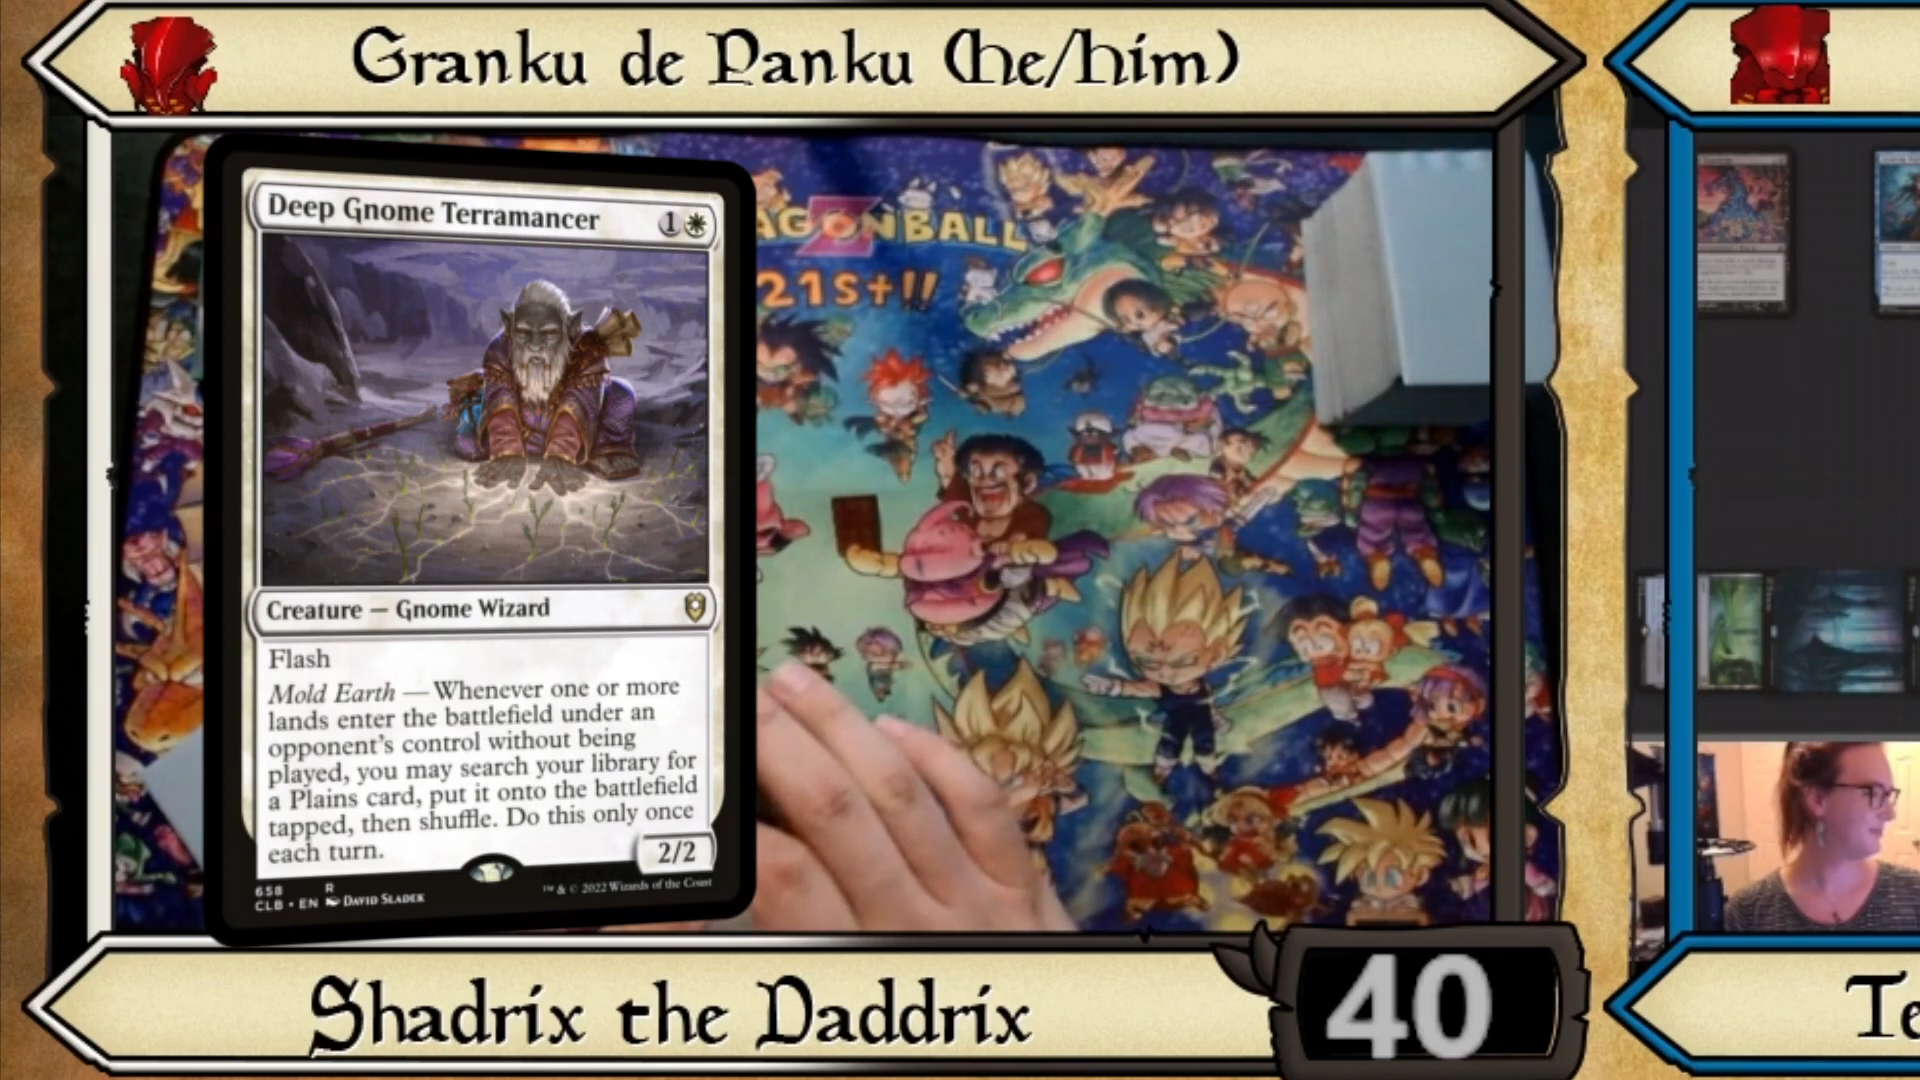 Granku de Panku (he/him)
Deep Gnome Terramancer
1
AGONBALL
21st!!
Creature — Gnome Wizard
Flash
Mold Earth — Whenever one or more
lands enter the battlefield under an
opponent's control without being
played, you may search your library for
a Plains card, put it onto the battlefield
tapped, then shuffle. Do this only once
each turn.
2/2
658 R
CLB • EN DAVID SLADEK
™ & © 2022 Wizards of the Coast
Shadrix the Daddrix
40
Te